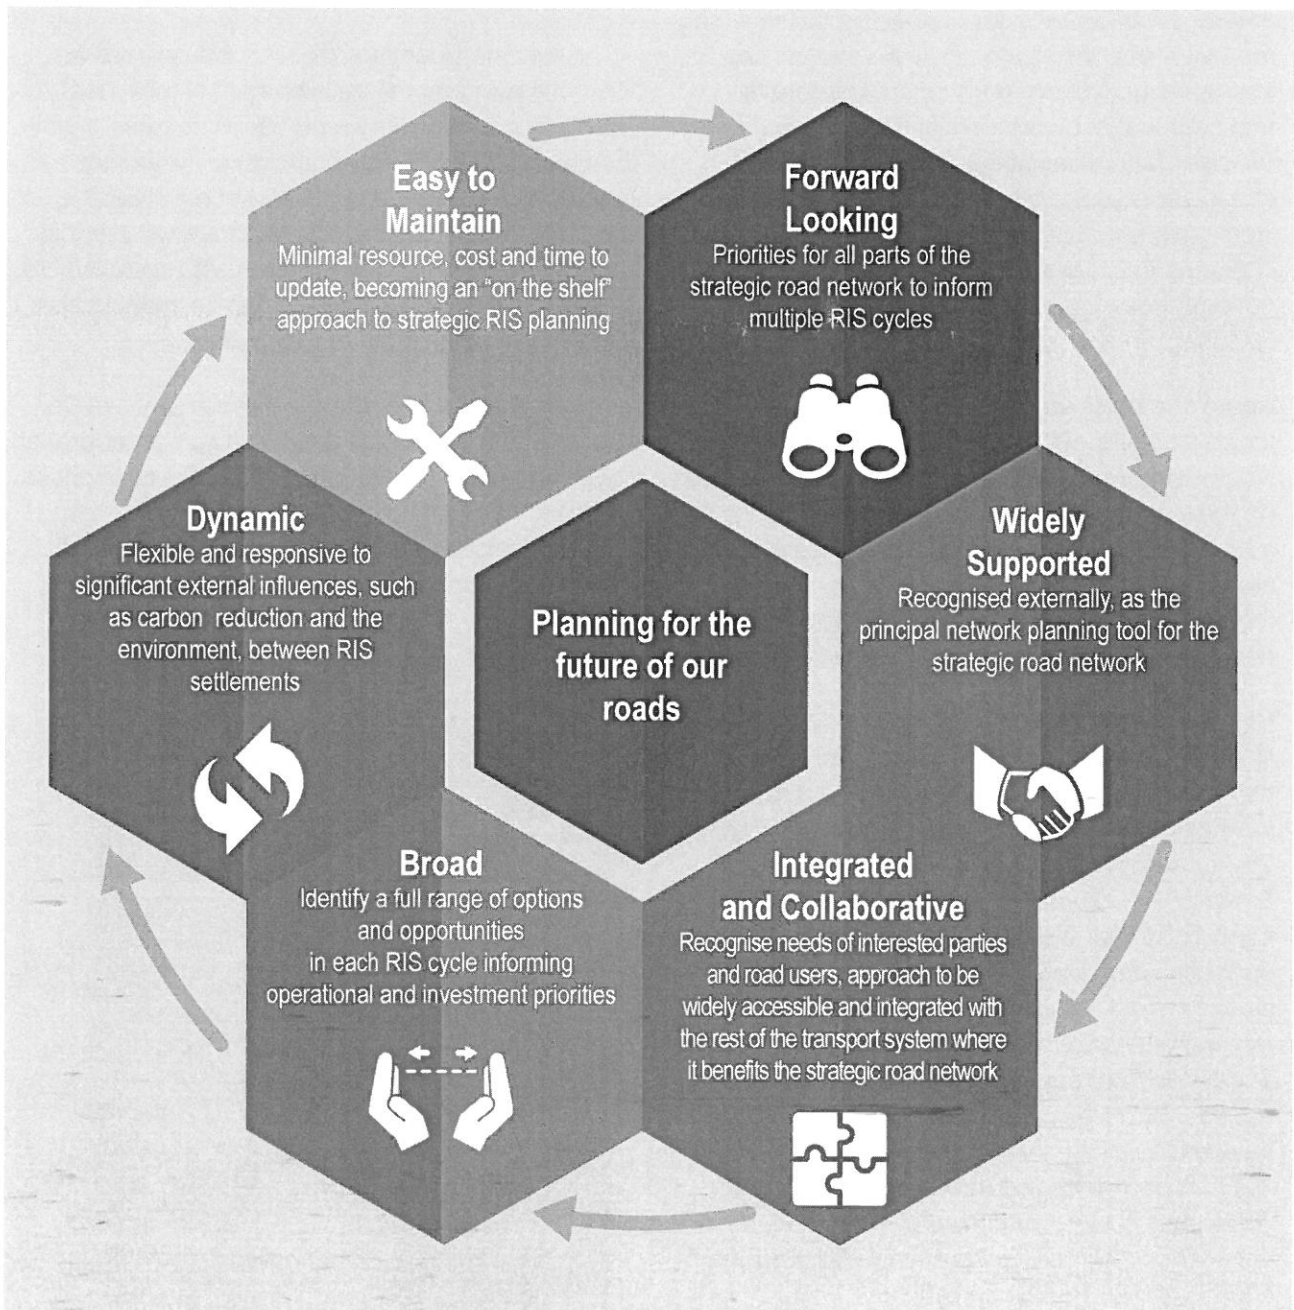 Easy to
Maintain
Minimal resource, cost and time to
update, becoming an “on the shelf”
approach to strategic RIS planning
Forward
Looking
Priorities for all parts of the
strategic road network to inform
multiple RIS cycles
Widely
Supported
Recognised externally, as the
principal network planning tool for the
strategic road network
Integrated
and Collaborative
Recognise needs of interested parties
and road users, approach to be
widely accessible and integrated with
the rest of the transport system where
it benefits the strategic road network
Broad
Identify a full range of options
and opportunities
in each RIS cycle informing
operational and investment priorities
Dynamic
Flexible and responsive to
significant external influences, such
as carbon reduction and the
environment, between RIS
settlements
Planning for the
future of our
roads